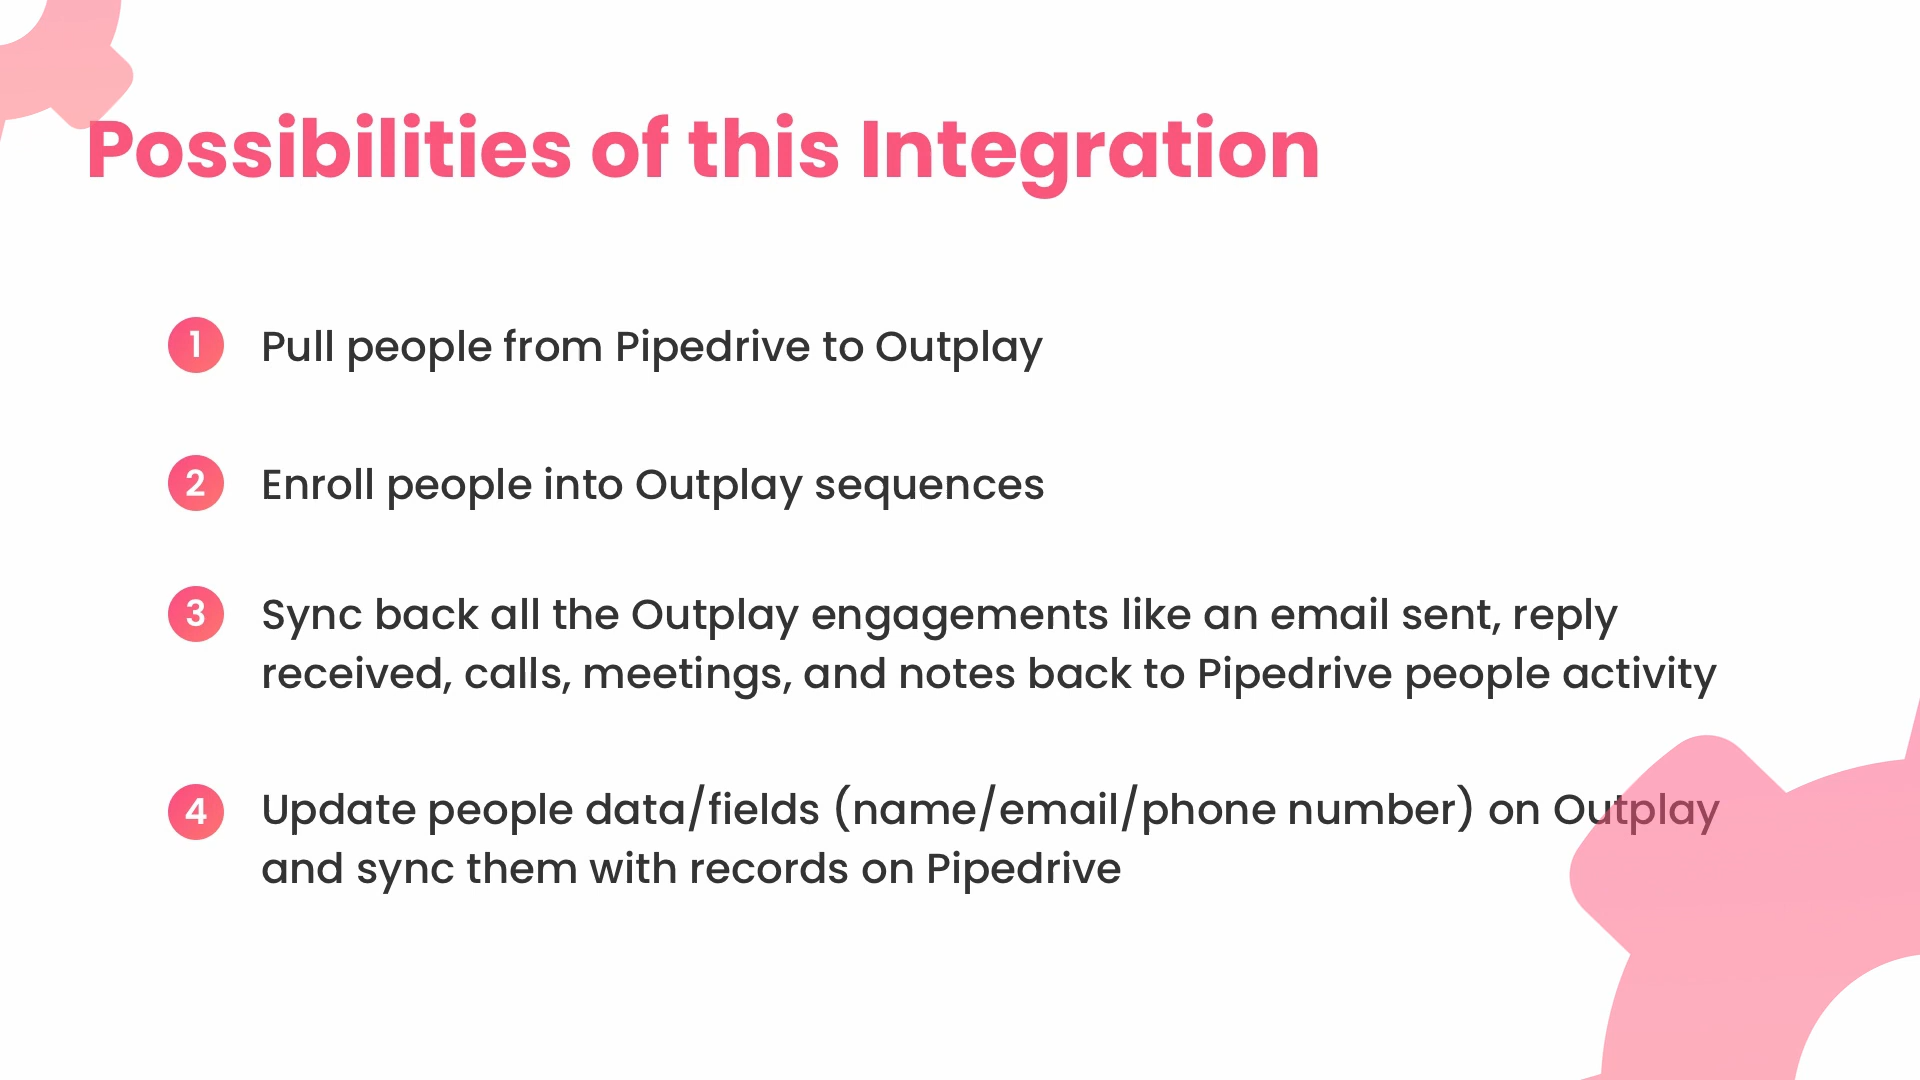 Possibilities of this Integration
1 Pull people from Pipedrive to Outplay
2 Enroll people into Outplay sequences
3 Sync back all the Outplay engagements like an email sent, reply
received, calls, meetings, and notes back to Pipedrive people activity
4 Update people data/fields (name/email/phone number) on Outplay
and sync them with records on Pipedrive